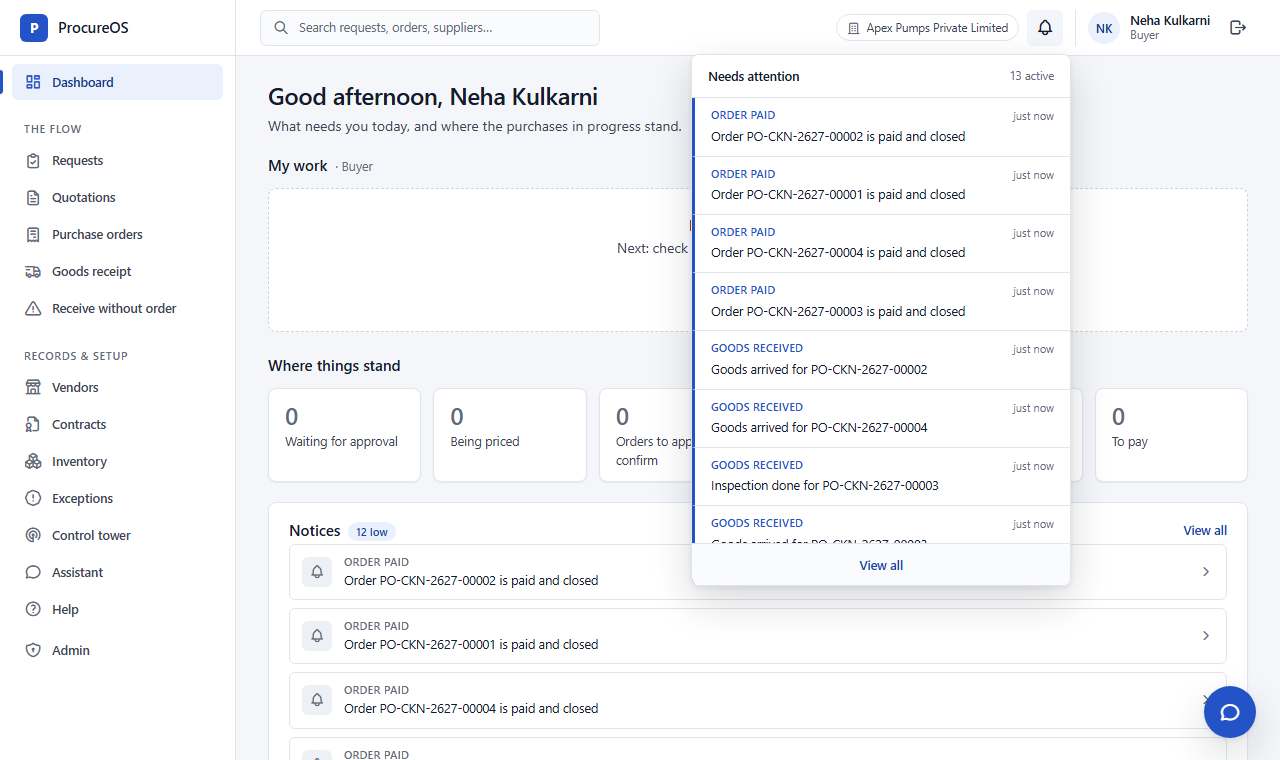 P ProcureOS
Search requests, orders, suppliers...
Apex Pumps Private Limited
NK
Neha Kulkarni
Buyer
Dashboard
THE FLOW
Requests
Quotations
Purchase orders
Goods receipt
Receive without order
RECORDS & SETUP
Vendors
Contracts
Inventory
Exceptions
Control tower
Assistant
Help
Admin
Good afternoon, Neha Kulkarni
What needs you today, and where the purchases in progress stand.
My work · Buyer
Next: check
Where things stand
0
Waiting for approval
0
Being priced
0
Orders to app
confirm
0
To pay
Notices 12 low
View all
ORDER PAID
Order PO-CKN-2627-00002 is paid and closed
ORDER PAID
Order PO-CKN-2627-00001 is paid and closed
ORDER PAID
Order PO-CKN-2627-00004 is paid and closed
ORDER PAID
Needs attention 13 active
ORDER PAID just now
Order PO-CKN-2627-00002 is paid and closed
ORDER PAID just now
Order PO-CKN-2627-00001 is paid and closed
ORDER PAID just now
Order PO-CKN-2627-00004 is paid and closed
ORDER PAID just now
Order PO-CKN-2627-00003 is paid and closed
GOODS RECEIVED just now
Goods arrived for PO-CKN-2627-00002
GOODS RECEIVED just now
Goods arrived for PO-CKN-2627-00004
GOODS RECEIVED just now
Inspection done for PO-CKN-2627-00003
GOODS RECEIVED just now
Goods arrived for
View all